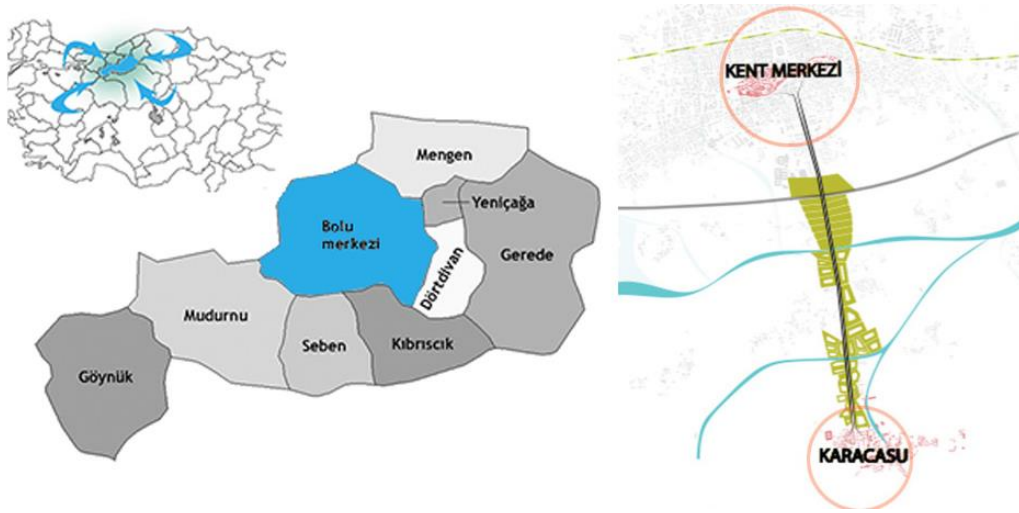 Mengen
Yeniçağa
Bolu
merkezi
Gerede
Dörtdivan
Mudurnu
Seben
Kıbrıscık
Göynük
KENT MERKEZİ
KARACASU